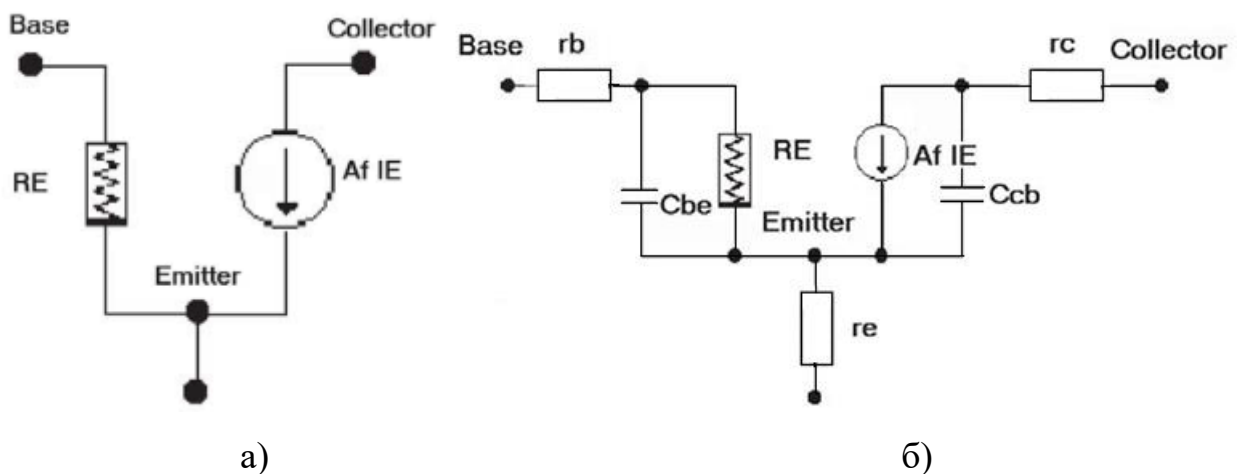 Base
Collector
RE
Af IE
Emitter
а)
Base
rb
rc
Collector
RE
Af IE
Cbe
Ccb
Emitter
re
б)